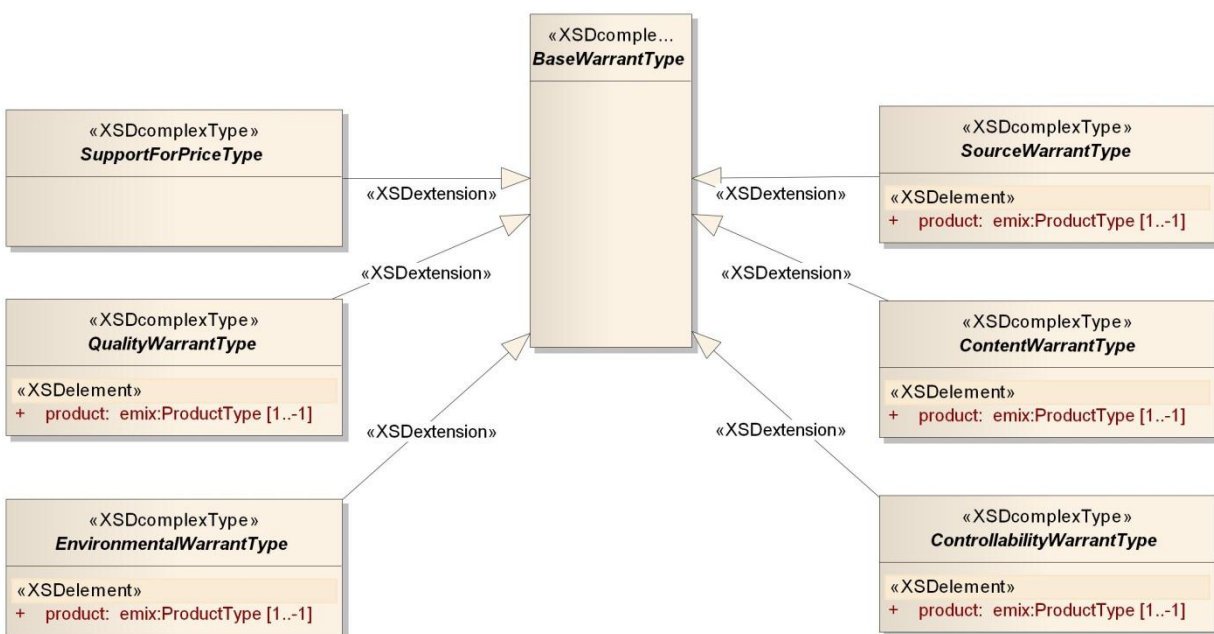 «XSDcomple...
BaseWarrantType
«XSDcomplexType»
SupportForPriceType
«XSDextension»
«XSDcomplexType»
QualityWarrantType
«XSDelement»
+ product: emix:ProductType [1..-1]
«XSDextension»
«XSDcomplexType»
EnvironmentalWarrantType
«XSDelement»
+ product: emix:ProductType [1..-1]
«XSDextension»
«XSDcomplexType»
SourceWarrantType
«XSDelement»
+ product: emix:ProductType [1..-1]
«XSDextension»
«XSDcomplexType»
ContentWarrantType
«XSDelement»
+ product: emix:ProductType [1..-1]
«XSDextension»
«XSDcomplexType»
ControllabilityWarrantType
«XSDelement»
+ product: emix:ProductType [1..-1]
«XSDextension»